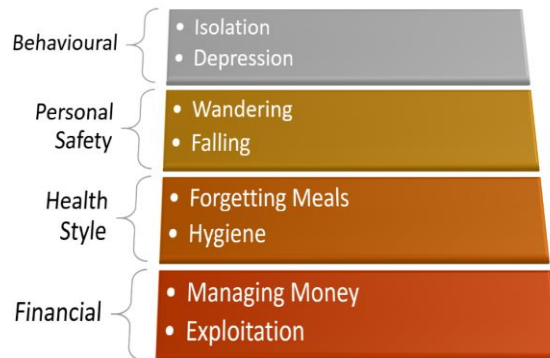 Behavioural
• Isolation
• Depression
Personal
Safety
• Wandering
• Falling
Health
Style
• Forgetting Meals
• Hygiene
Financial
• Managing Money
• Exploitation